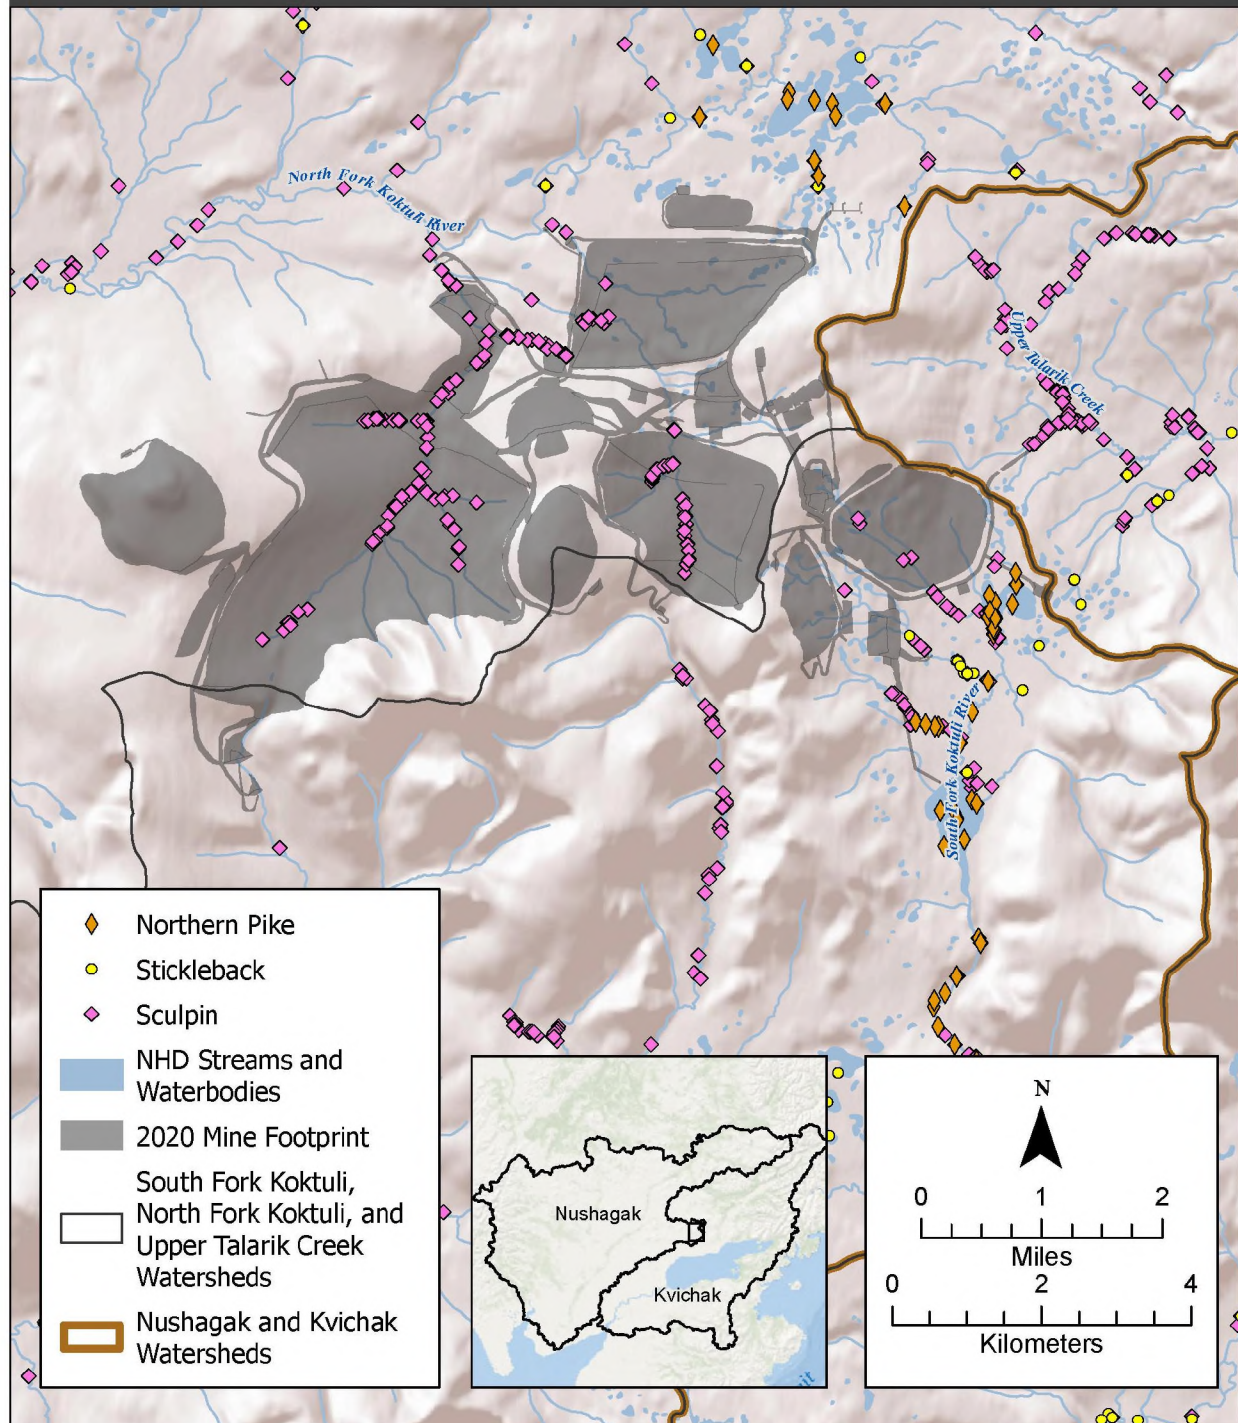 North Fork Koktuli River
Upper Talarik Creek
South Fork Koktuli River
Northern Pike
Stickleback
Sculpin
NHD Streams and
Waterbodies
2020 Mine Footprint
South Fork Koktuli,
North Fork Koktuli, and
Upper Talarik Creek
Watersheds
Nushagak and Kvichak
Watersheds
Nushagak
Kvichak
N
0 1 2
Miles
0 2 4
Kilometers